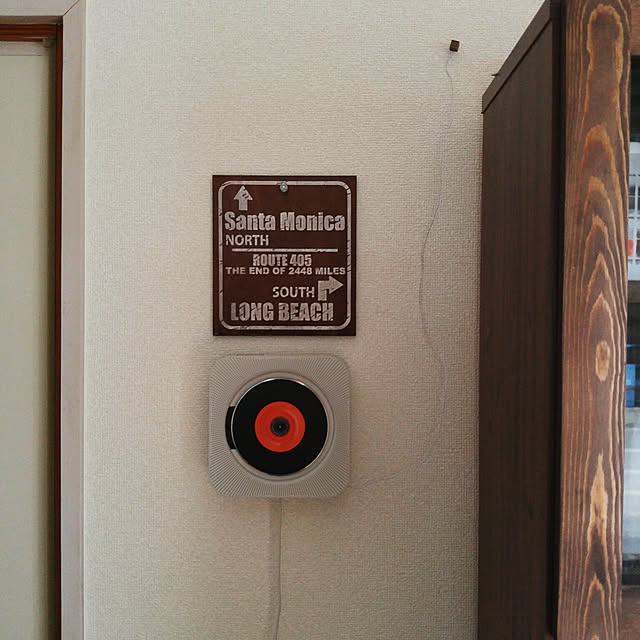 Santa Monica
NORTH
ROUTE 405
THE END OF 2448 MILES
SOUTH
LONG BEACH